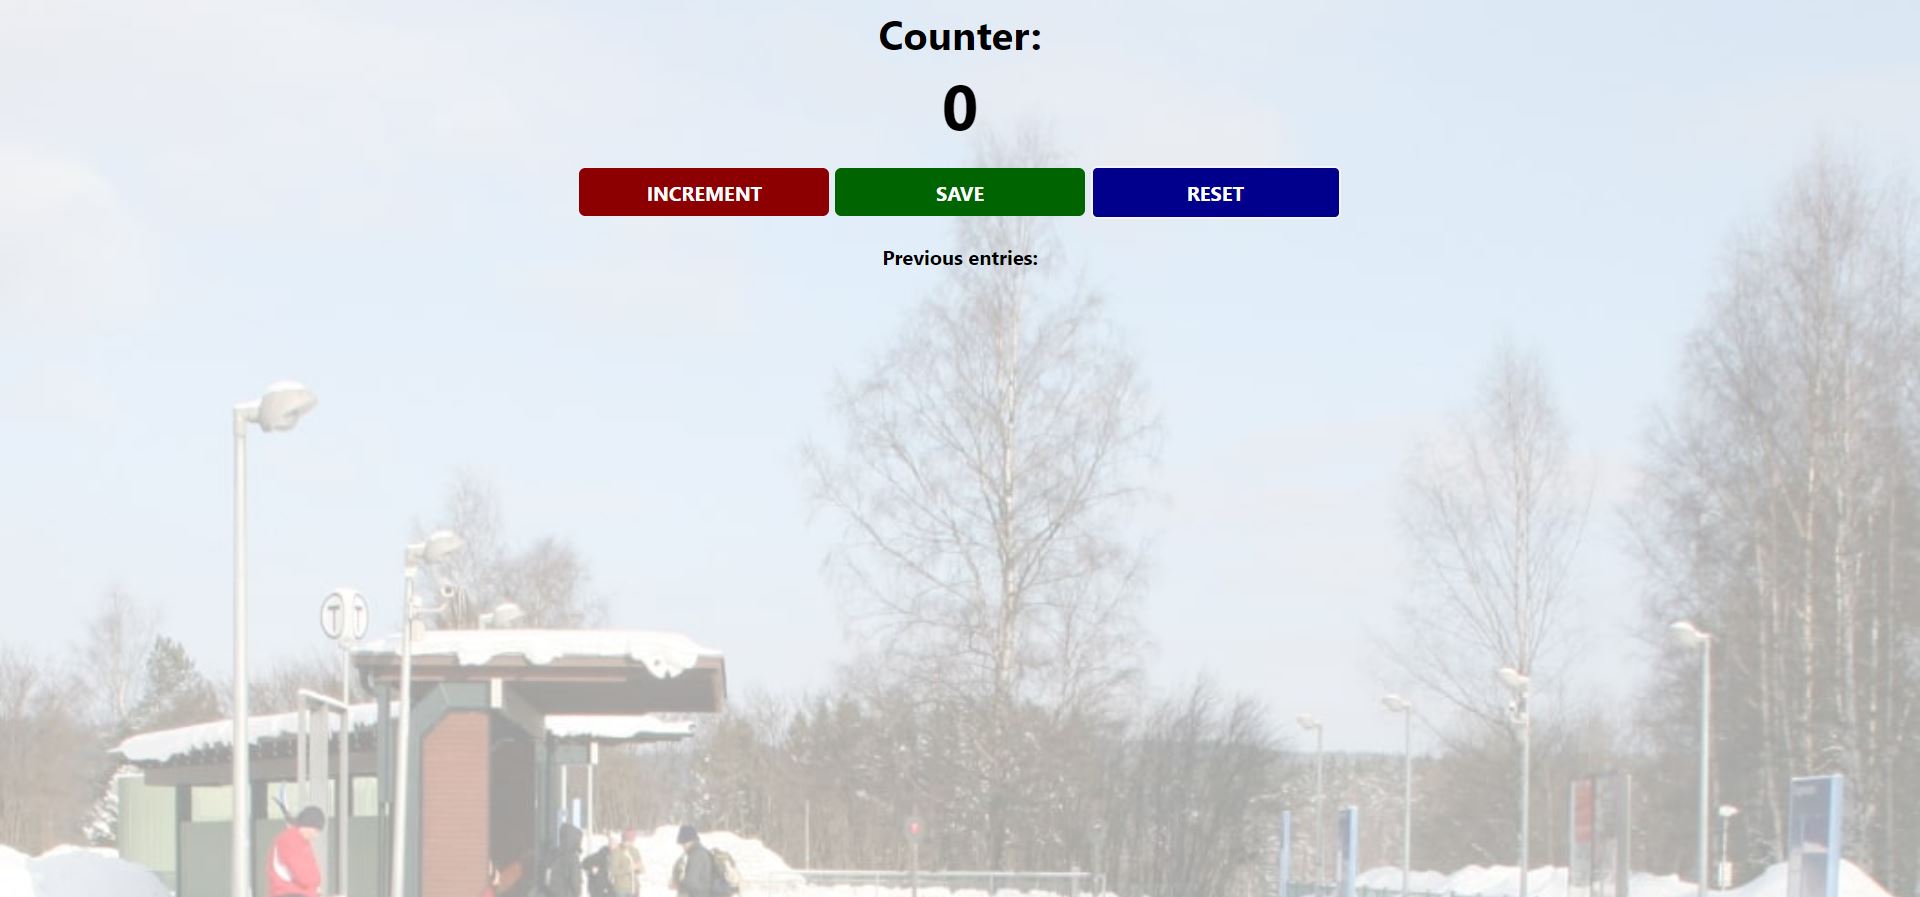 Counter:
0
INCREMENT SAVE RESET
Previous entries:
T T